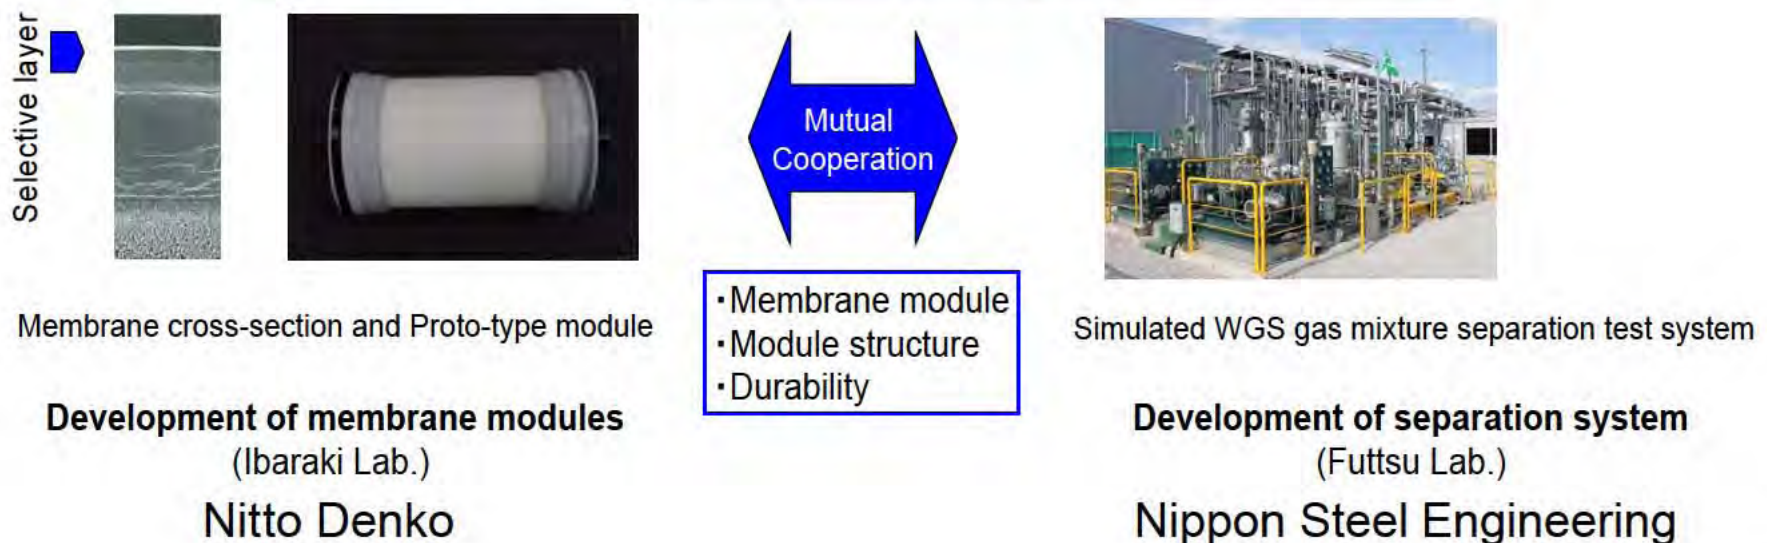 Selective layer
Mutual
Cooperation
・Membrane module
・Module structure
・Durability
Membrane cross-section and Proto-type module
Simulated WGS gas mixture separation test system
Development of membrane modules
(Ibaraki Lab.)
Nitto Denko
Development of separation system
(Futtsu Lab.)
Nippon Steel Engineering